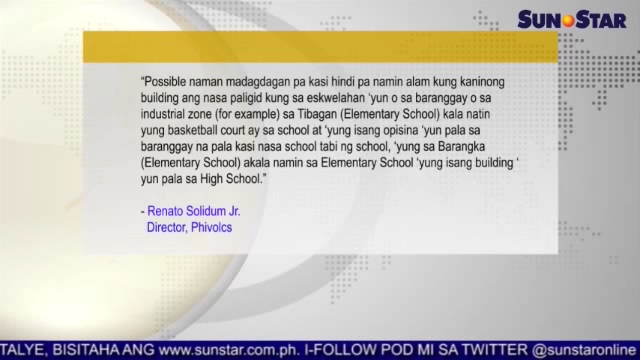 SUN STAR
“Possible naman madagdagan pa kasi hindi pa namin alam kung kaninong
building ang nasa paligid kung sa eskwelahan ‘yun o sa baranggay o sa
industrial zone (for example) sa Tibagan (Elementary School) kala natin
yung basketball court ay sa school at ‘yung isang opisina ‘yun pala sa
baranggay na pala kasi nasa school tabi ng school, ‘yung sa Barangka
(Elementary School) akala namin sa Elementary School ‘yung isang building ‘
yun pala sa High School.”
- Renato Solidum Jr.
Director, Phivolcs
TALYE, BISITAHA ANG www.sunstar.com.ph. I-FOLLOW POD MI SA TWITTER @sunstaronline